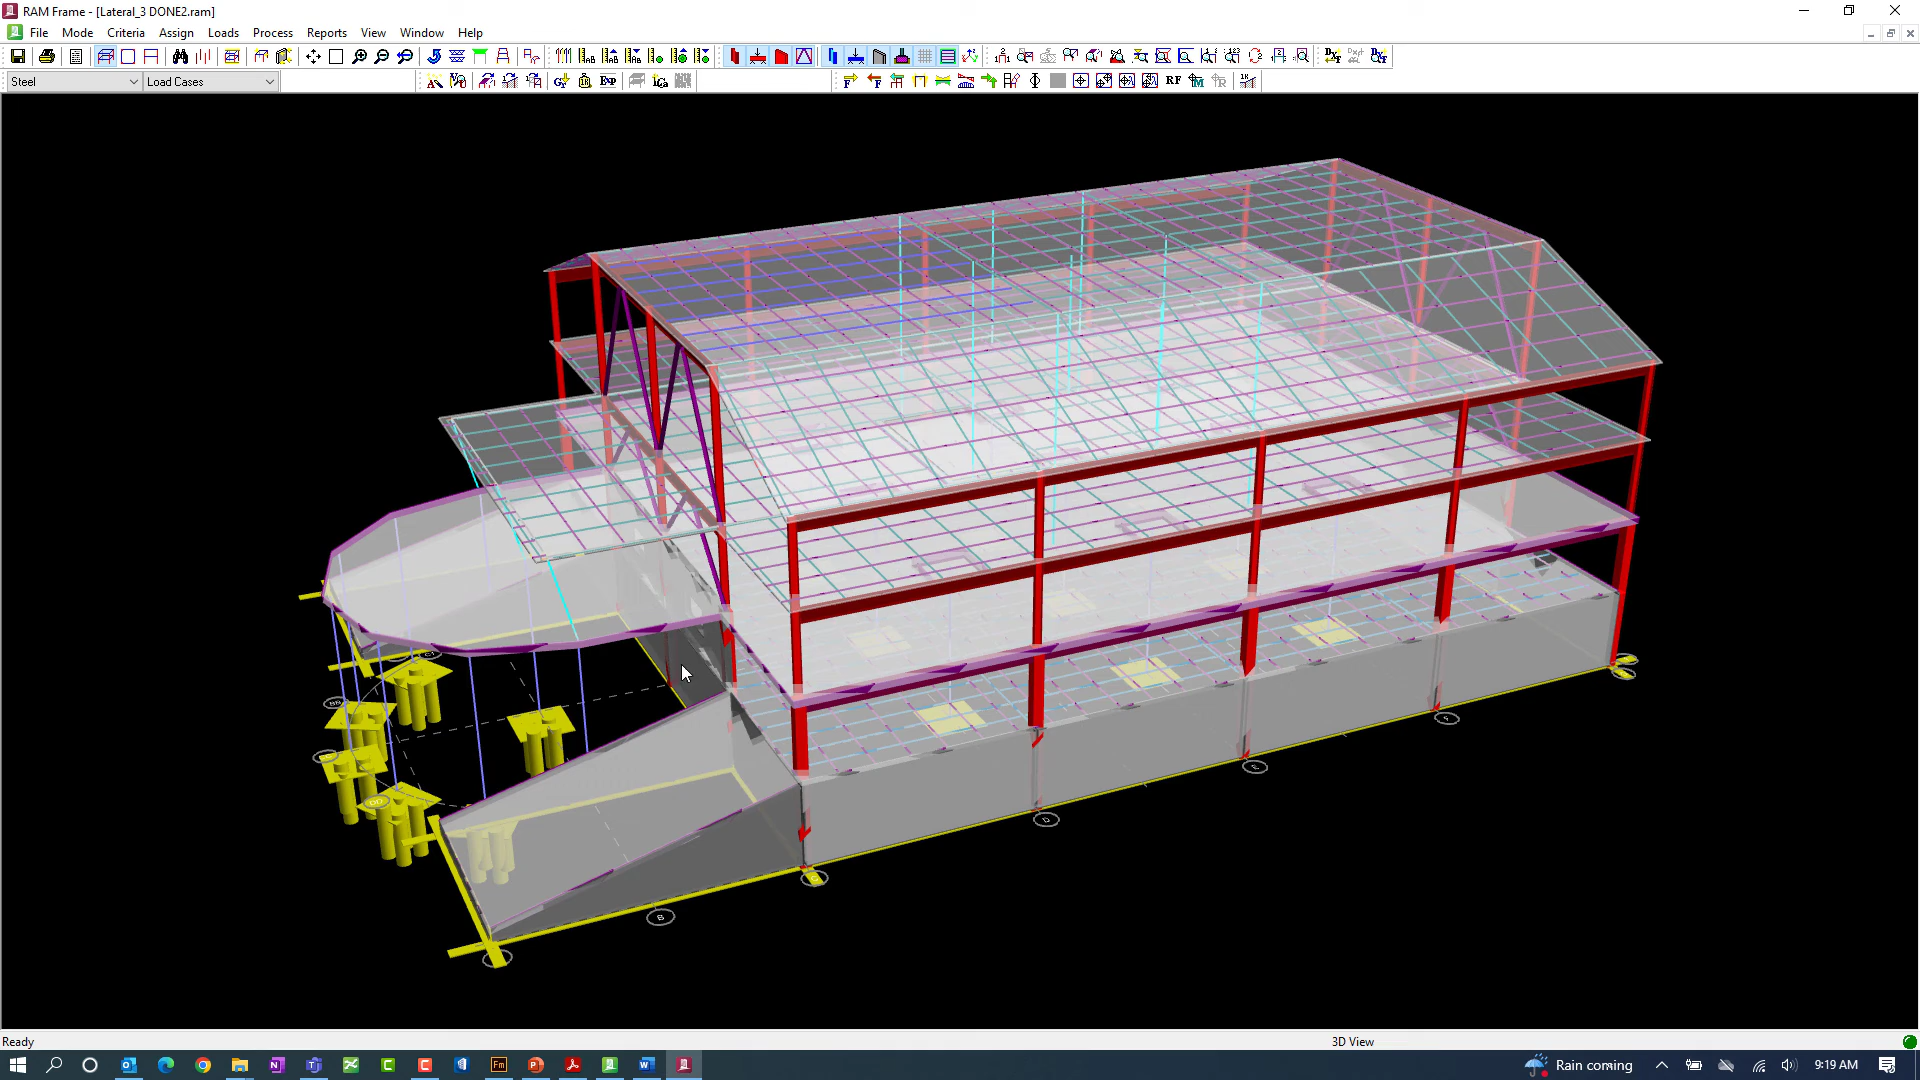 RAM Frame - [Lateral_3 DONE2.ram]
File Mode Criteria Assign Loads Process Reports View Window Help
Steel
Load Cases
RF
D
B
Ready
3D View
Rain coming
9:19 AM